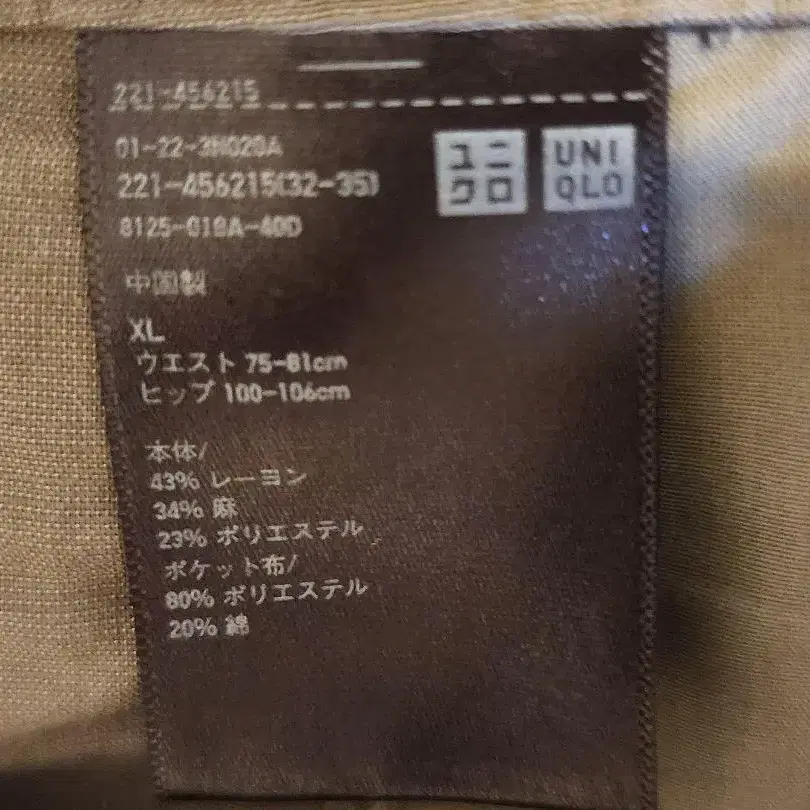 221-456215
01-22-3N020A
ユニ
クロ
UNI
QLO
221-456215(32-35)
8125-018A-40D
中国製
XL
ウエスト 75-81cm
ヒップ 100-106cm
本体/
43% レーヨン
34% 麻
23% ポリエステル
ポケット布/
80% ポリエステル
20% 綿